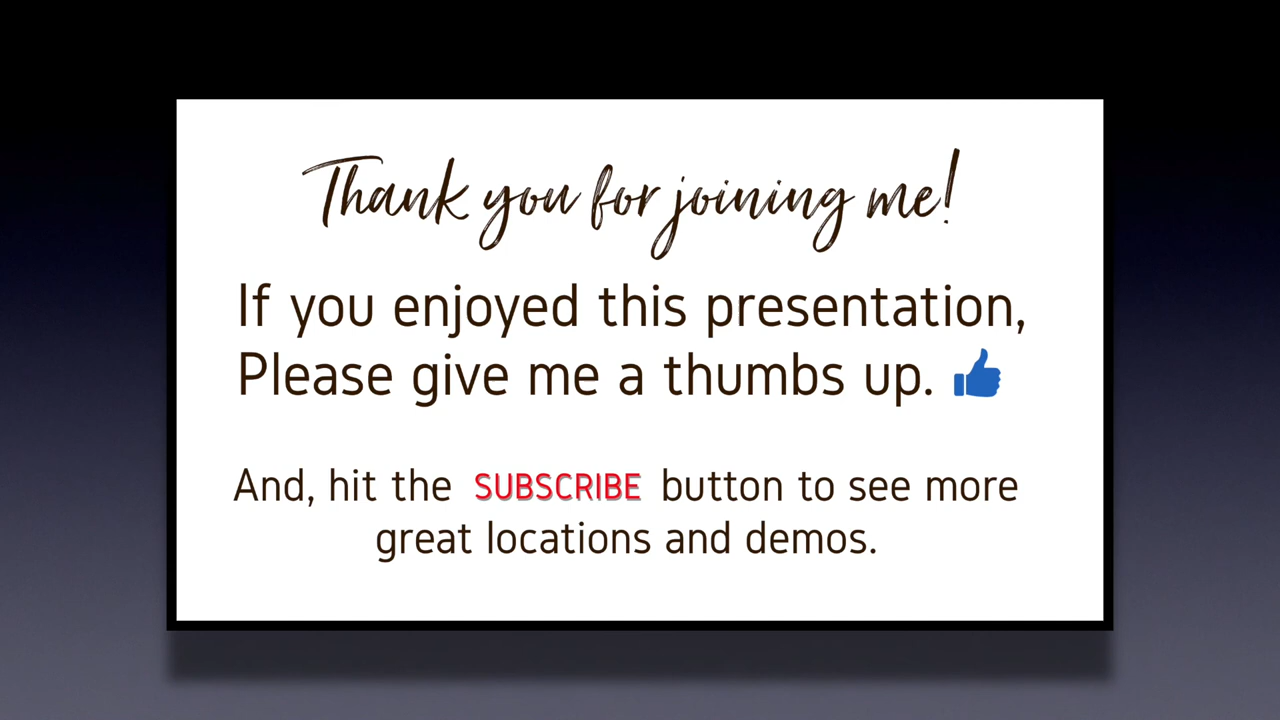 Thank you for joining me!
If you enjoyed this presentation,
Please give me a thumbs up.
And, hit the SUBSCRIBE button to see more
great locations and demos.